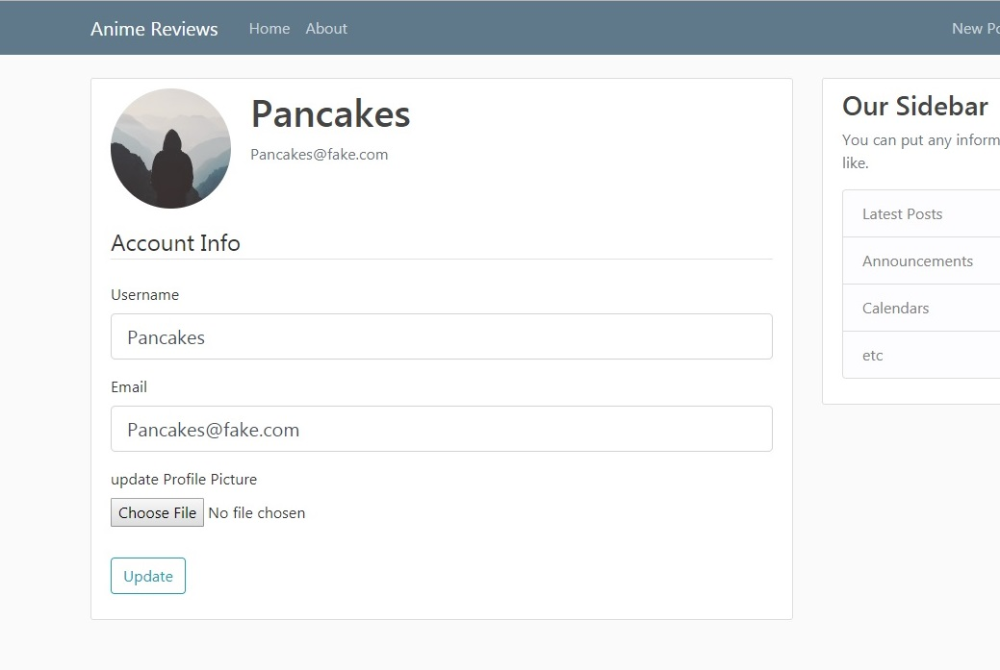 Anime Reviews Home About New
Pancakes
Pancakes@fake.com
Account Info
Username
Pancakes
Email
Pancakes@fake.com
update Profile Picture
Choose File No file chosen
Update
Our Sidebar
You can put any
like.
Latest Posts
Announcements
Calendars
etc